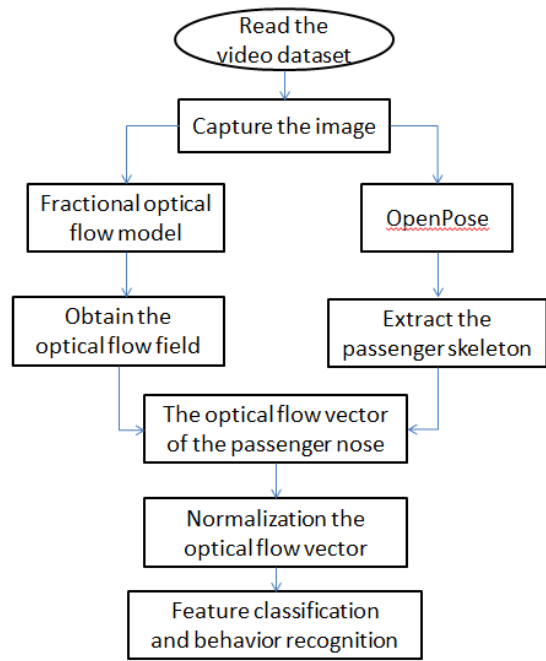 Read the
video dataset
Capture the image
Fractional optical
flow model
OpenPose
Obtain the
optical flow field
Extract the
passenger skeleton
The optical flow vector
of the passenger nose
Normalization the
optical flow vector
Feature classification
and behavior recognition